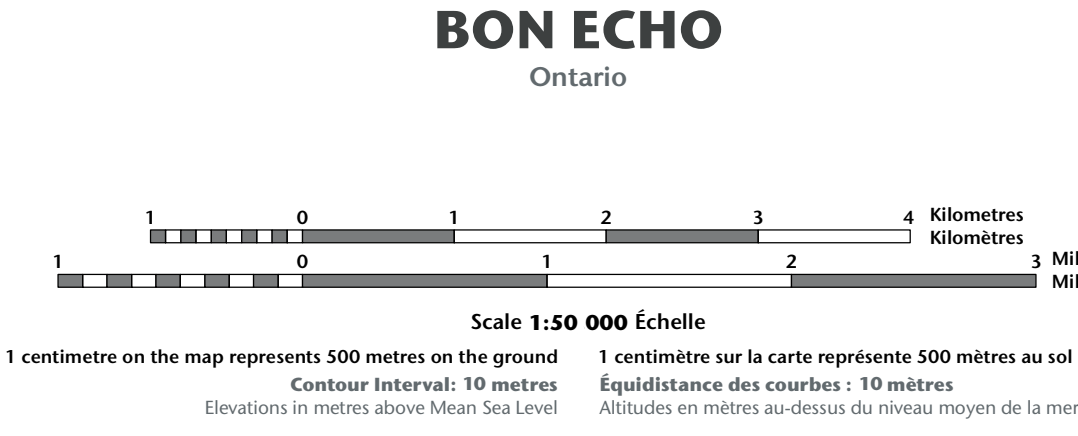 BON ECHO
Ontario
1 0 1 2 3 4 Kilometres
Kilomètres
1 0 1 2 3 Mil
Mil
Scale 1:50 000 Échelle
1 centimetre on the map represents 500 metres on the ground
1 centimètre sur la carte représente 500 mètres au sol
Contour Interval: 10 metres
Équidistance des courbes : 10 mètres
Elevations in metres above Mean Sea Level
Altitudes en mètres au-dessus du niveau moyen de la mer